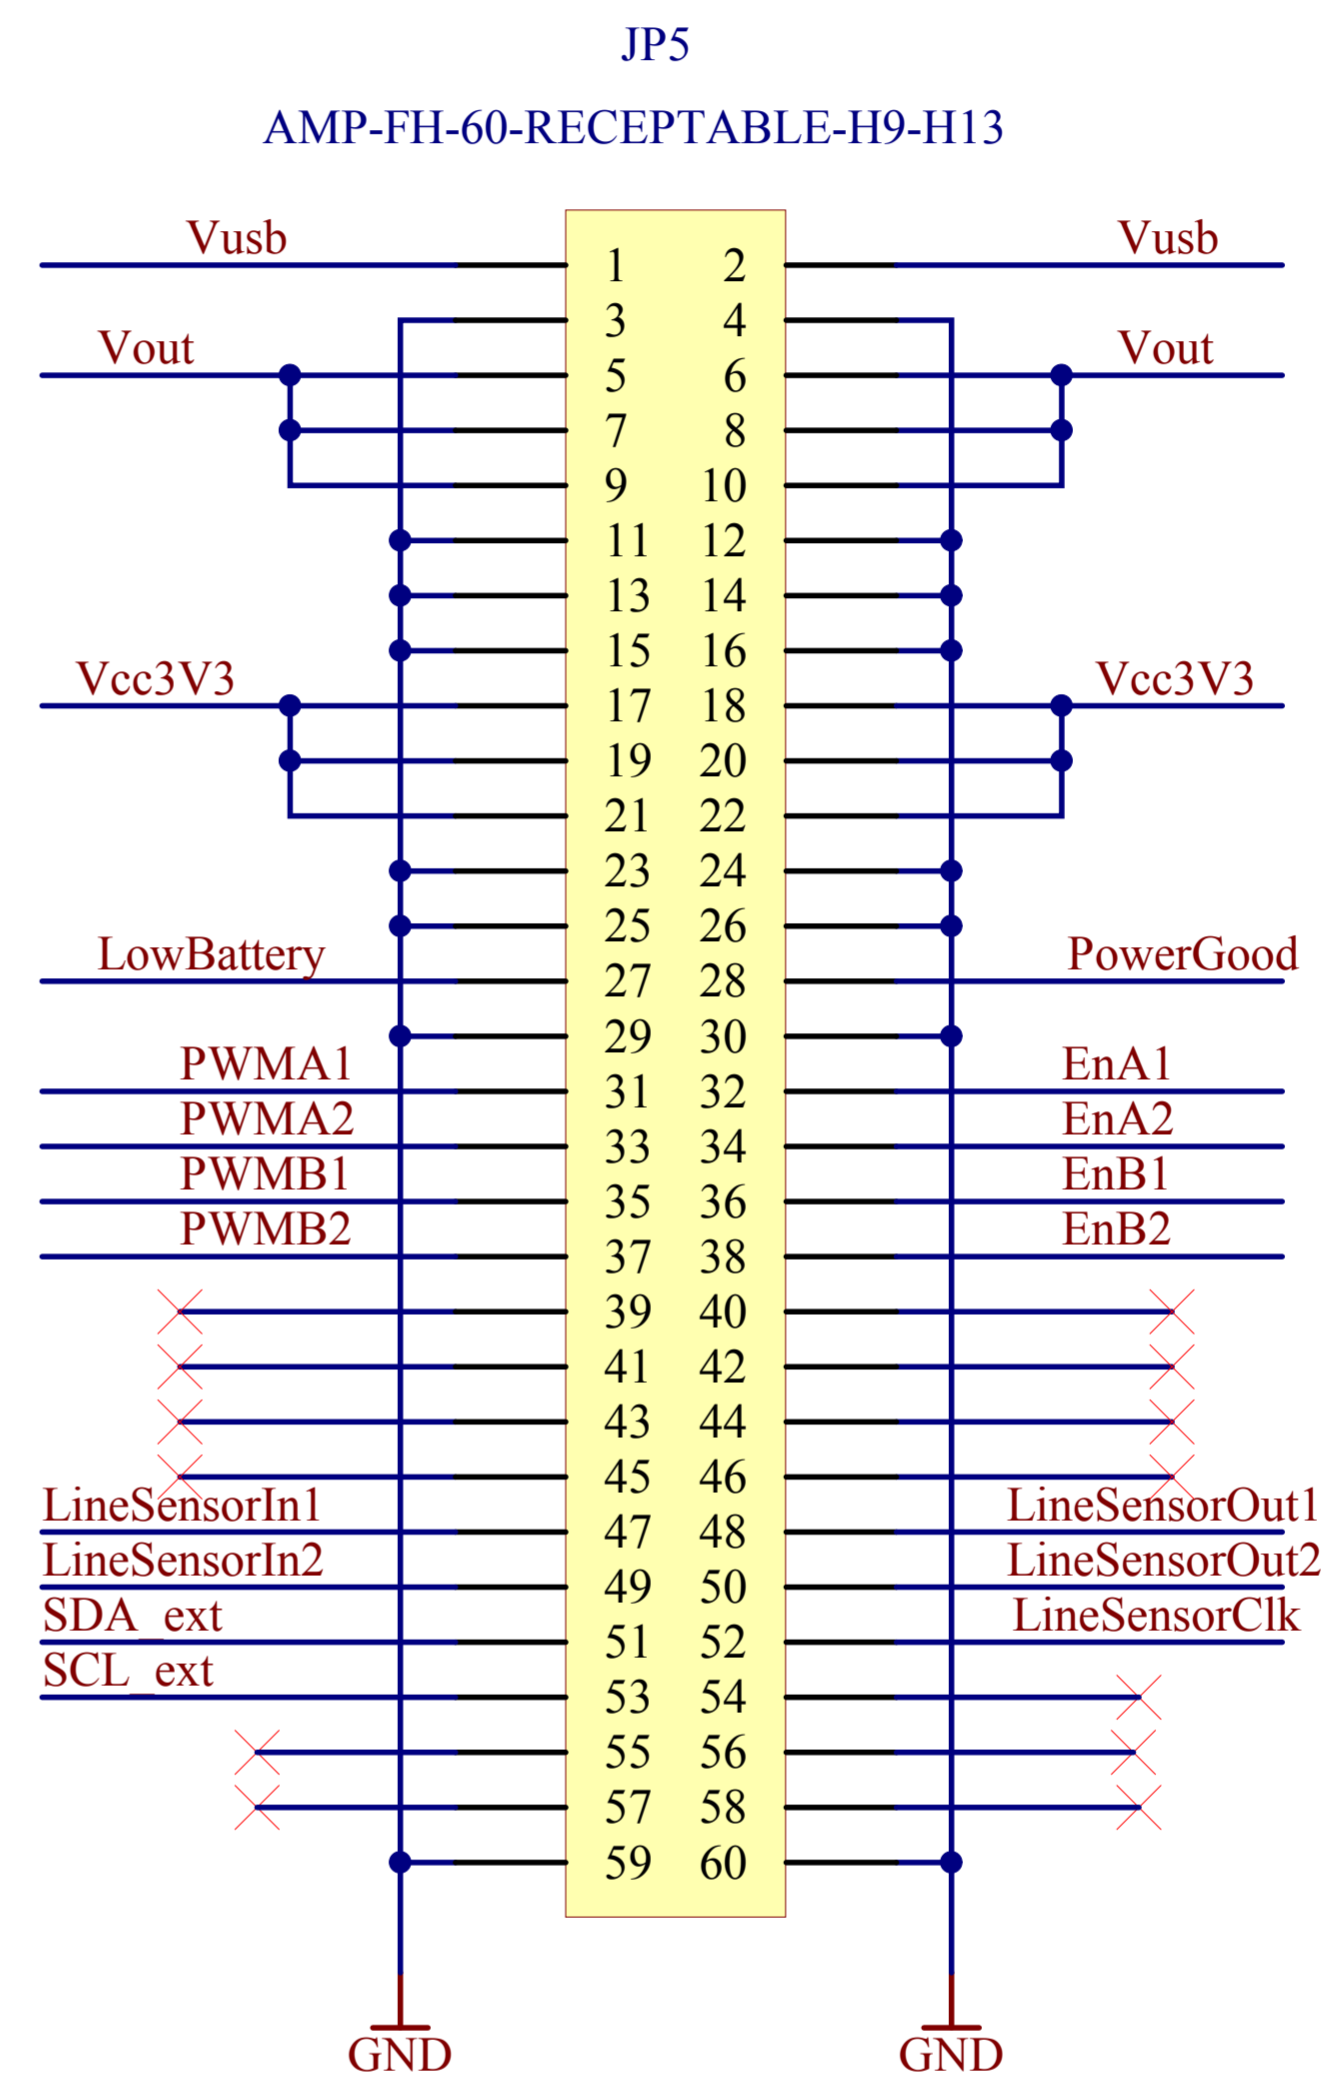 JP5
AMP-FH-60-RECEPTABLE-H9-H13
Vusb 1 2 Vusb
3 4
Vout 5 6 Vout
7 8
9 10
11 12
13 14
15 16
Vcc3V3 17 18 Vcc3V3
19 20
21 22
23 24
25 26
LowBattery 27 28 PowerGood
29 30
PWMA1 31 32 EnA1
PWMA2 33 34 EnA2
PWMB1 35 36 EnB1
PWMB2 37 38 EnB2
39 40
41 42
43 44
45 46
LineSensorIn1 47 48 LineSensorOut1
LineSensorIn2 49 50 LineSensorOut2
SDA_ext 51 52 LineSensorClk
SCL_ext 53 54
55 56
57 58
59 60
GND GND